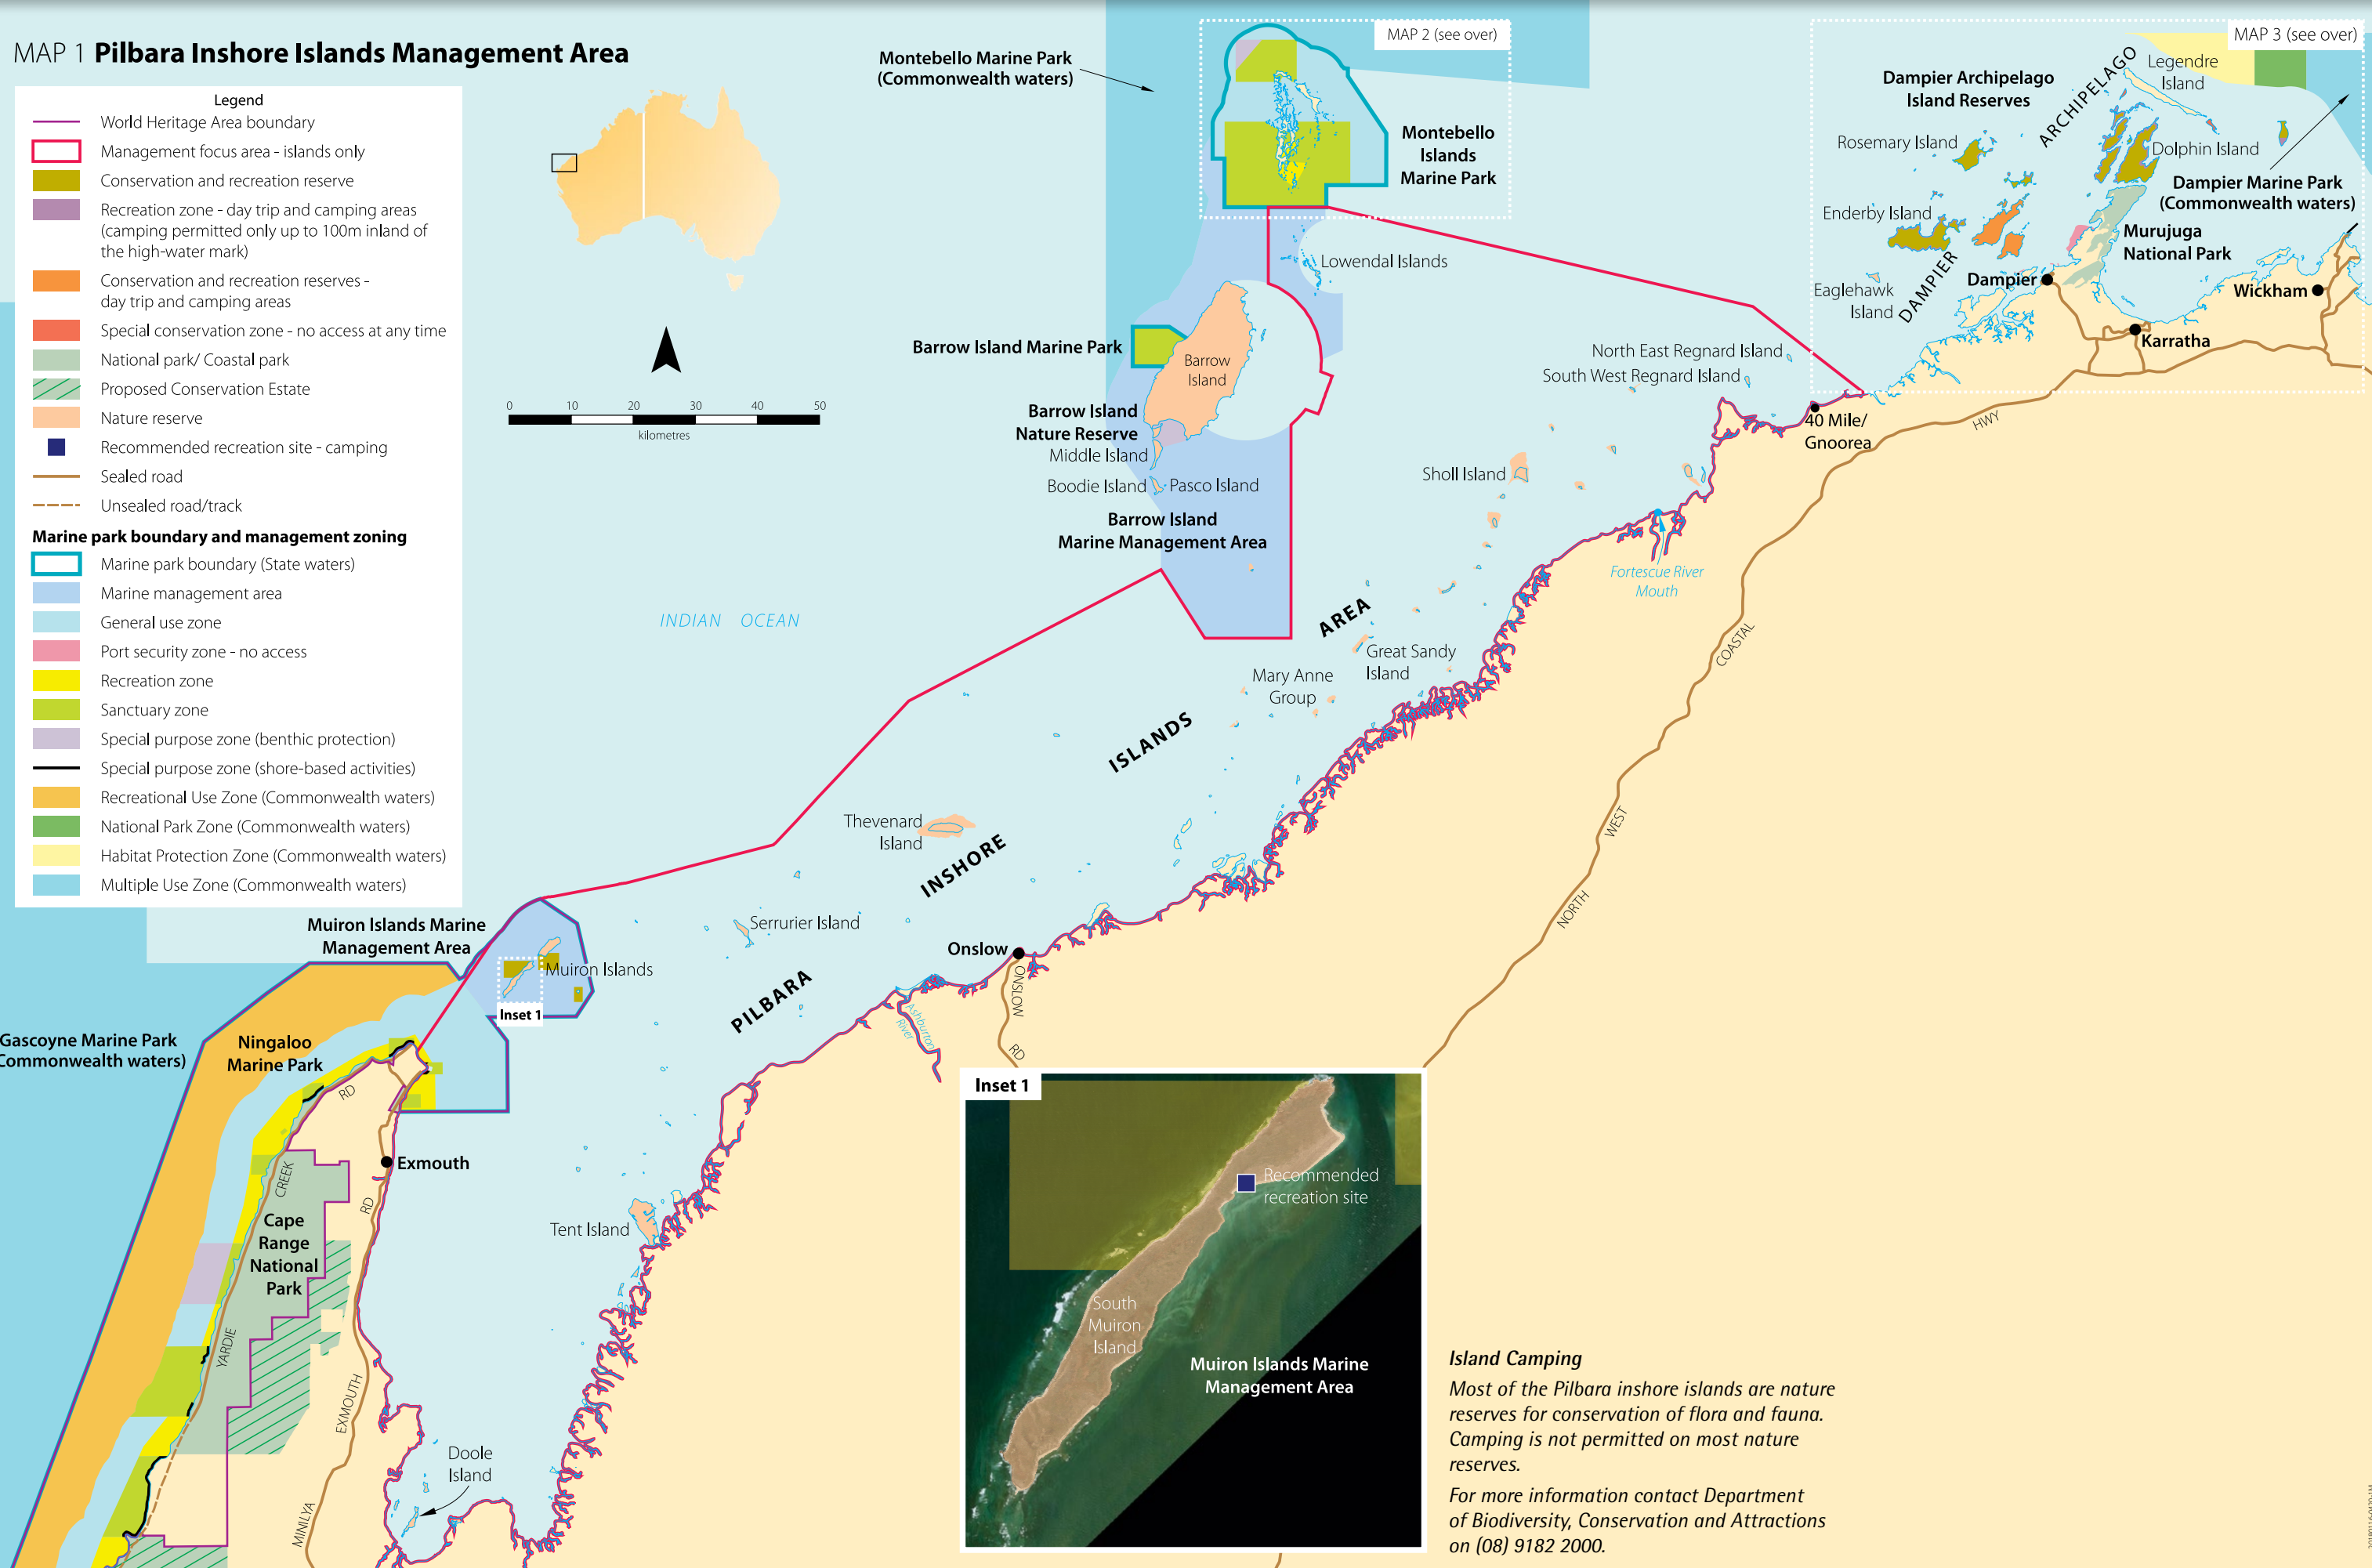 MAP 1 Pilbara Inshore Islands Management Area
Legend
World Heritage Area boundary
Management focus area - islands only
Conservation and recreation reserve
Recreation zone - day trip and camping areas
(camping permitted only up to 100m inland of
the high-water mark)
Conservation and recreation reserves -
day trip and camping areas
Special conservation zone - no access at any time
National park/ Coastal park
Proposed Conservation Estate
Nature reserve
Recommended recreation site - camping
Sealed road
Unsealed road/track
Marine park boundary and management zoning
Marine park boundary (State waters)
Marine management area
General use zone
Port security zone - no access
Recreation zone
Sanctuary zone
Special purpose zone (benthic protection)
Special purpose zone (shore-based activities)
Recreational Use Zone (Commonwealth waters)
National Park Zone (Commonwealth waters)
Habitat Protection Zone (Commonwealth waters)
Multiple Use Zone (Commonwealth waters)
0 10 20 30 40 50
kilometres
Montebello Marine Park
(Commonwealth waters)
MAP 2 (see over)
Montebello
Islands
Marine Park
MAP 3 (see over)
Dampier Archipelago
Island Reserves
DAMPIER ARCHIPELAGO
Legendre
Island
Rosemary Island
Dolphin Island
Dampier Marine Park
(Commonwealth waters)
Enderby Island
Murujuga
National Park
Eaglehawk
Island
Dampier
Wickham
Karratha
Lowendal Islands
Barrow Island Marine Park
Barrow
Island
Barrow Island
Nature Reserve
Middle Island
Boodie Island
Pasco Island
Barrow Island
Marine Management Area
North East Regnard Island
South West Regnard Island
40 Mile/
Gnoorea
Sholl Island
Fortescue River
Mouth
NORTH WEST COASTAL HWY
INDIAN OCEAN
PILBARA INSHORE ISLANDS AREA
Great Sandy
Island
Mary Anne
Group
Thevenard
Island
Serrurier Island
Onslow
ONSLOW RD
Ashburton
River
Muiron Islands Marine
Management Area
Muiron Islands
Inset 1
Gascoyne Marine Park
Commonwealth waters)
Ningaloo
Marine Park
YARDIE CREEK RD
Exmouth
MINILYA EXMOUTH RD
Cape
Range
National
Park
Tent Island
Doole
Island
Inset 1
Recommended
recreation site
South
Muiron
Island
Muiron Islands Marine
Management Area
Island Camping
Most of the Pilbara inshore islands are nature
reserves for conservation of flora and fauna.
Camping is not permitted on most nature
reserves.
For more information contact Department
of Biodiversity, Conservation and Attractions
on (08) 9182 2000.